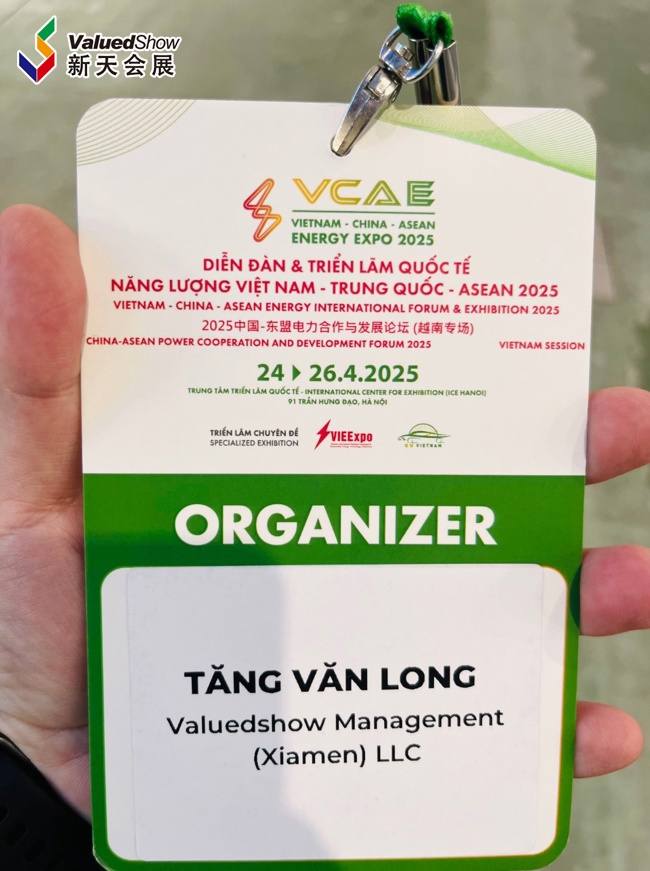 ValuedShow
新天会展
VCAE
VIETNAM - CHINA - ASEAN
ENERGY EXPO 2025
DIỄN ĐÀN & TRIỂN LÃM QUỐC TẾ
NĂNG LƯỢNG VIỆT NAM - TRUNG QUỐC - ASEAN 2025
VIETNAM - CHINA - ASEAN ENERGY INTERNATIONAL FORUM & EXHIBITION 2025
2025中国-东盟电力合作与发展论坛 (越南专场)
CHINA-ASEAN POWER COOPERATION AND DEVELOPMENT FORUM 2025 VIETNAM SESSION
24 ▸ 26.4.2025
TRUNG TÂM TRIỂN LÃM QUỐC TẾ - INTERNATIONAL CENTER FOR EXHIBITION (ICE HANOI)
91 TRẦN HƯNG ĐẠO, HÀ NỘI
TRIỂN LÃM CHUYÊN ĐỀ
SPECIALIZED EXHIBITION
VIEExpo
EV VIETNAM
ORGANIZER
TĂNG VĂN LONG
Valuedshow Management
(Xiamen) LLC